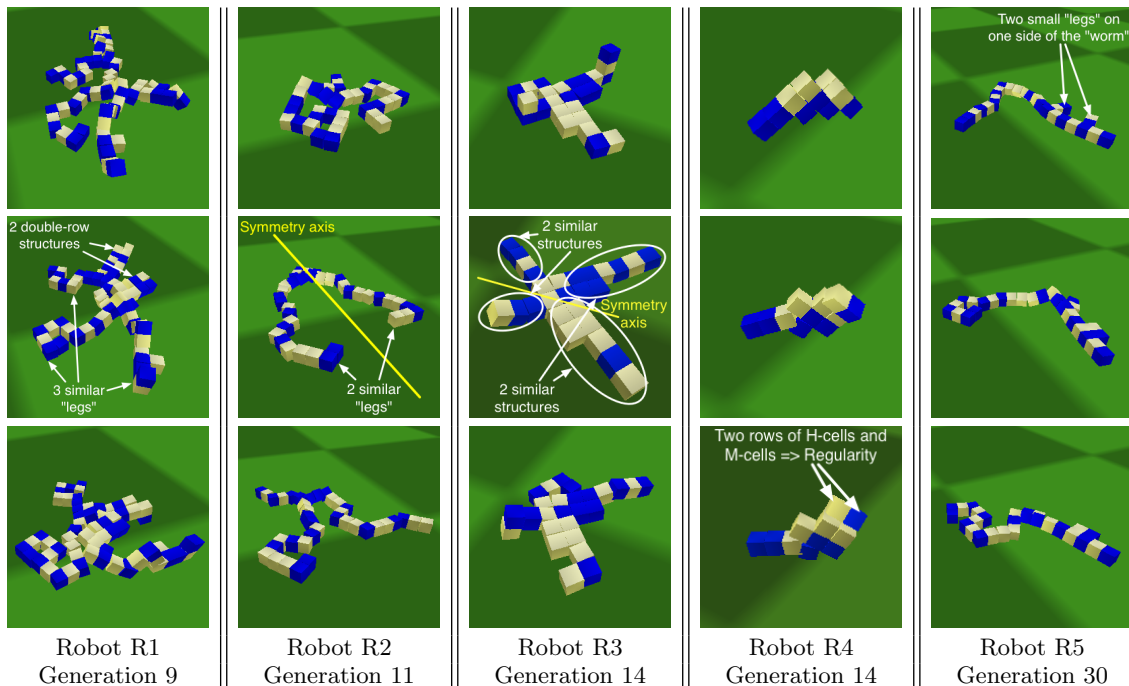 Two small "legs" on
one side of the "worm"
2 double-row
structures
3 similar
"legs"
Symmetry axis
2 similar
"legs"
2 similar
structures
Symmetry
axis
2 similar
structures
Two rows of H-cells and
M-cells => Regularity
Robot R1
Generation 9
Robot R2
Generation 11
Robot R3
Generation 14
Robot R4
Generation 14
Robot R5
Generation 30